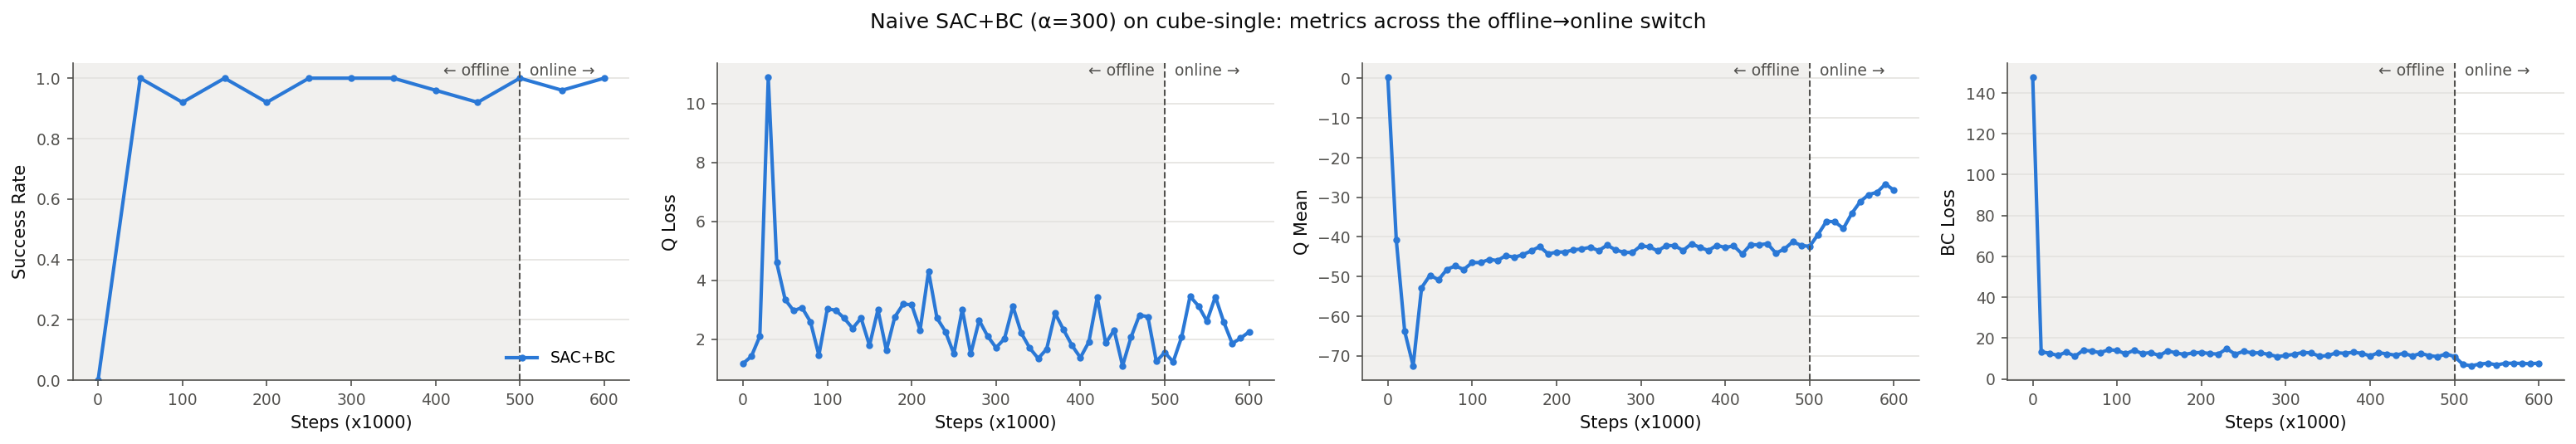 Naive SAC+BC (α=300) on cube-single: metrics across the offline→online switch
Success Rate
1.0
0.8
0.6
0.4
0.2
0.0
← offline
online →
SAC+BC
0 100 200 300 400 500 600
Steps (x1000)
Q Loss
10
8
6
4
2
← offline
online →
0 100 200 300 400 500 600
Steps (x1000)
Q Mean
0
−10
−20
−30
−40
−50
−60
−70
← offline
online →
0 100 200 300 400 500 600
Steps (x1000)
BC Loss
140
120
100
80
60
40
20
0
← offline
online →
0 100 200 300 400 500 600
Steps (x1000)